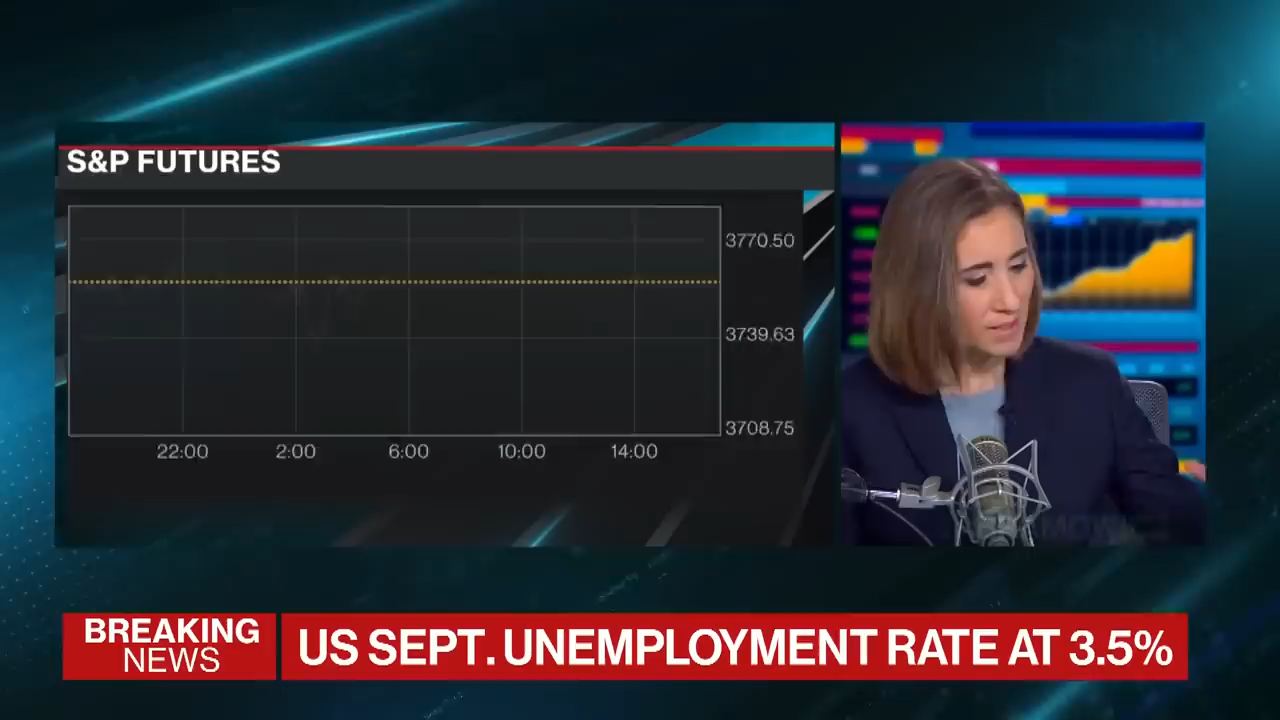 S&P FUTURES
3770.50
3739.63
3708.75
22:00 2:00 6:00 10:00 14:00
BREAKING
NEWS
US SEPT. UNEMPLOYMENT RATE AT 3.5%